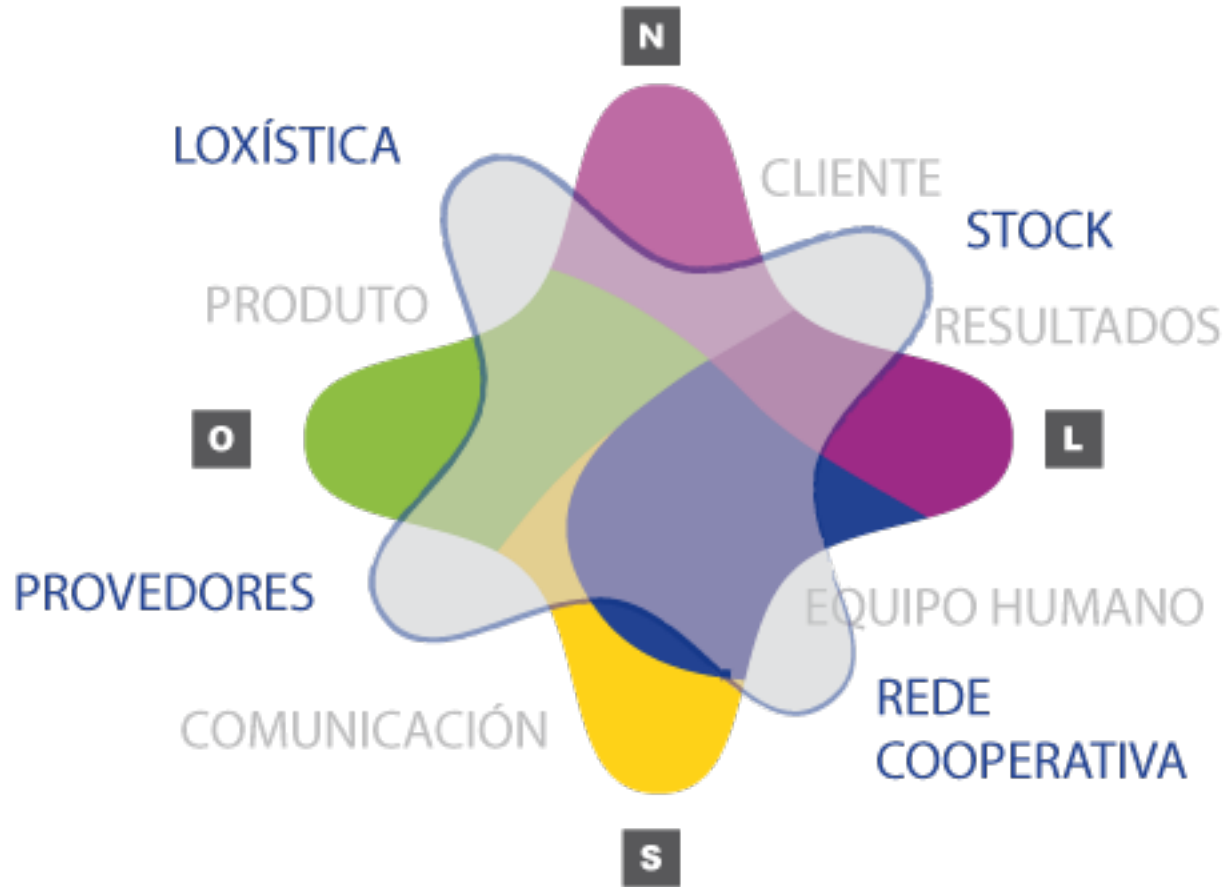 N
LOXÍSTICA
CLIENTE
STOCK
PRODUTO
RESULTADOS
O
L
PROVEDORES
EQUIPO HUMANO
COMUNICACIÓN
REDE
COOPERATIVA
S